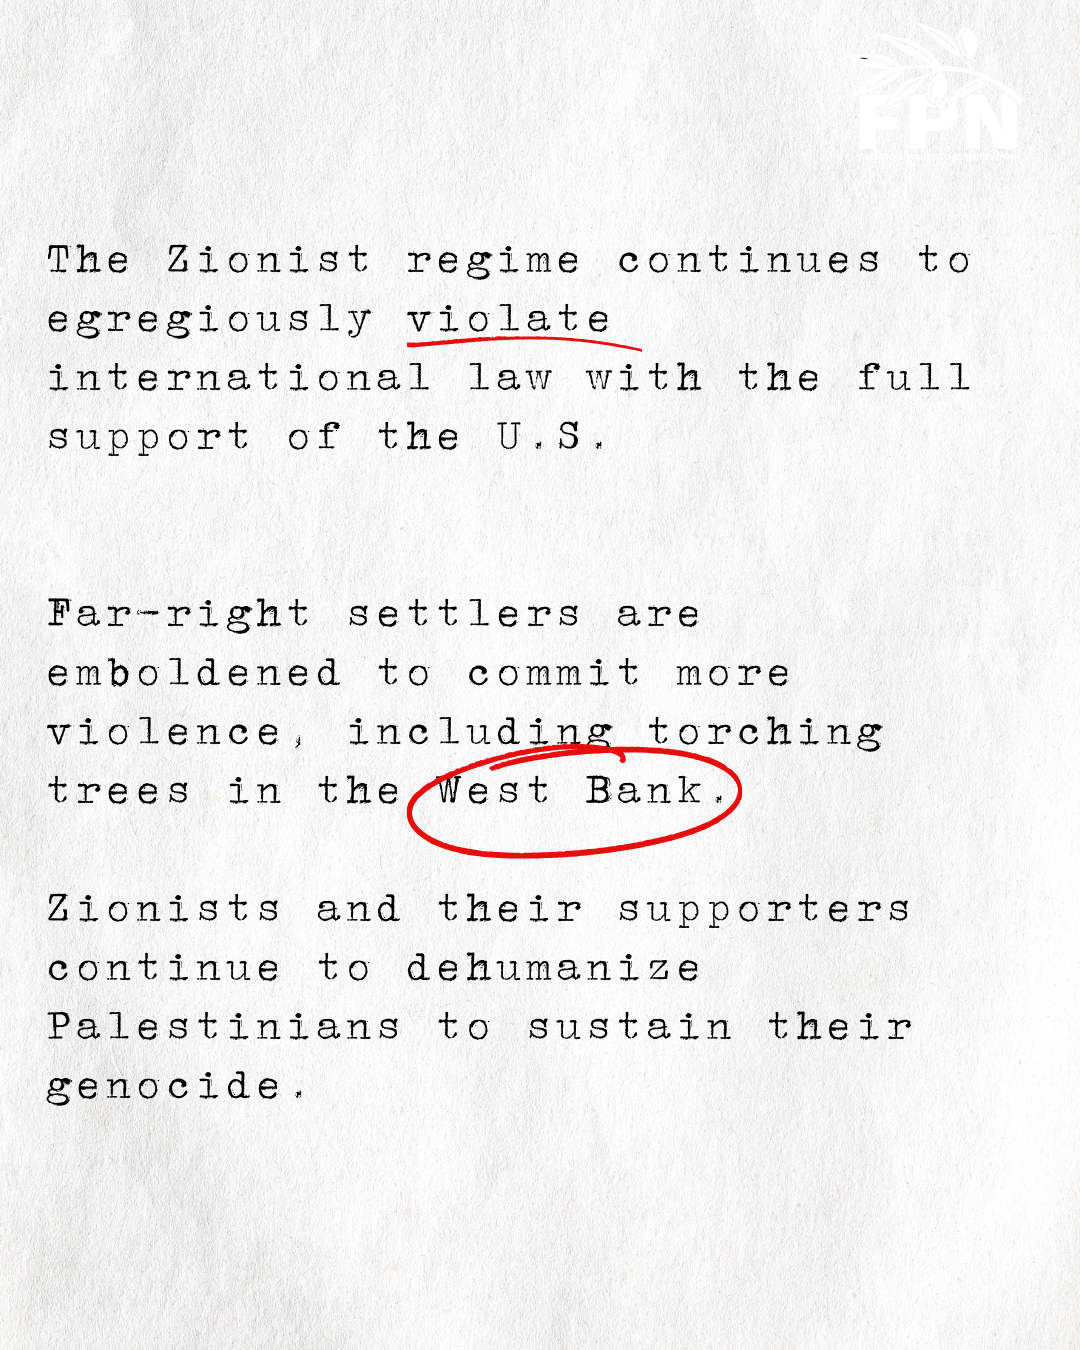 FPN
The Zionist regime continues to
egregiously violate
international law with the full
support of the U.S.
Far-right settlers are
emboldened to commit more
violence, including torching
trees in the West Bank.
Zionists and their supporters
continue to dehumanize
Palestinians to sustain their
genocide.